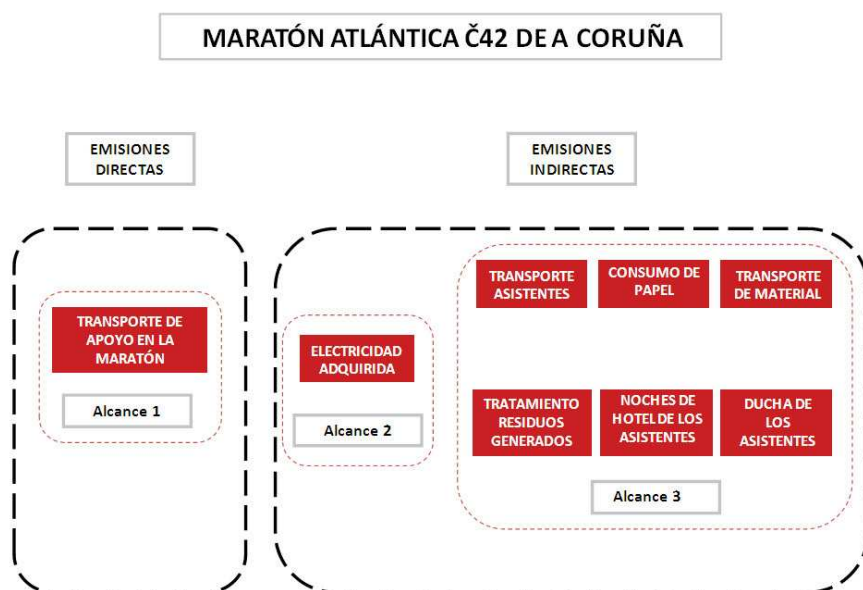 MARATÓN ATLÁNTICA Č42 DE A CORUÑA
EMISIONES
DIRECTAS
EMISIONES
INDIRECTAS
TRANSPORTE DE
APOYO EN LA
MARATÓN
Alcance 1
ELECTRICIDAD
ADQUIRIDA
Alcance 2
TRANSPORTE
ASISTENTES
CONSUMO DE
PAPEL
TRANSPORTE
DE MATERIAL
TRATAMIENTO
RESIDUOS
GENERADOS
NOCHES DE
HOTEL DE LOS
ASISTENTES
DUCHA DE
LOS
ASISTENTES
Alcance 3